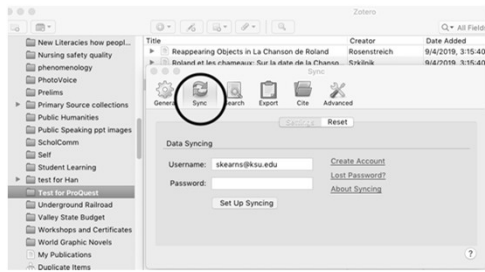 Zotero
All Fields
Title Creator Date Added
Reappearing Objects in La Chanson de Roland Rosenstreich 9/4/2019, 3:15:40
Roland et les chameaux: Sur la date de la Chanso... Szkilnik 9/4/2019, 3:15:40
New Literacies how peopl...
Nursing safety quality
phenomenology
PhotoVoice
Prelims
Primary Source collections
Public Humanities
Public Speaking ppt images
ScholComm
Self
Student Learning
test for Han
Test for ProQuest
Underground Railroad
Valley State Budget
Workshops and Certificates
World Graphic Novels
My Publications
Duplicate Items
Sync
General Sync Search Export Cite Advanced
Settings Reset
Data Syncing
Username: skearns@ksu.edu Create Account
Password: Lost Password?
About Syncing
Set Up Syncing
?